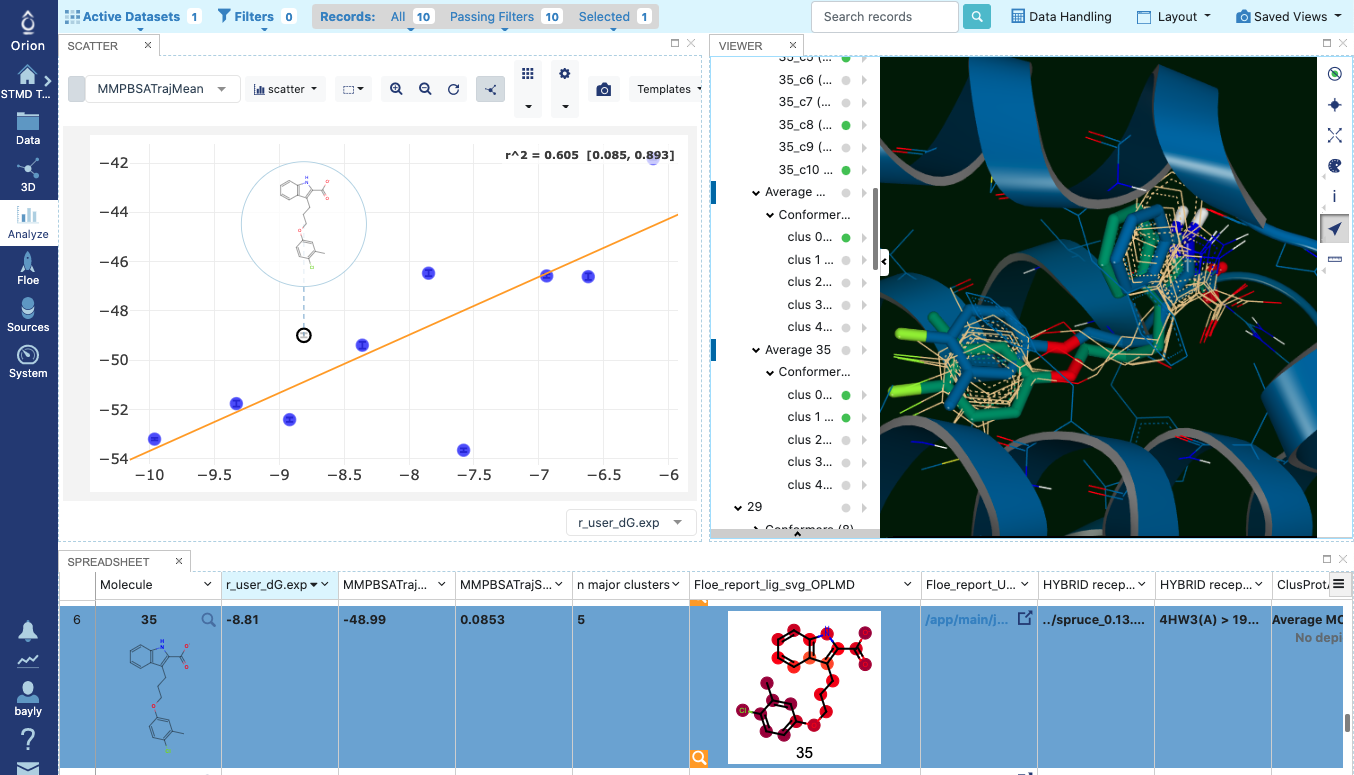 Orion
STMD T...
Data
3D
Analyze
Floe
Sources
System
bayly
Active Datasets 1
Filters 0
Records: All 10 Passing Filters 10 Selected 1
Search records
Data Handling
Layout
Saved Views
SCATTER
MMPBSATrajMean
scatter
Templates
r^2 = 0.605 [0.085, 0.893]
−42
−44
−46
−48
−50
−52
−54
−10 −9.5 −9 −8.5 −8 −7.5 −7 −6.5 −6
r_user_dG.exp
VIEWER
35_c5 (...
35_c6 (...
35_c7 (...
35_c8 (...
35_c9 (...
35_c10 ...
Average ...
Conformer...
clus 0...
clus 1 ...
clus 2...
clus 3...
clus 4...
Average 35
Conformer...
clus 0...
clus 1 ...
clus 2...
clus 3...
clus 4...
29
Conformers (8)
SPREADSHEET
Molecule r_user_dG.exp MMPBSATraj... MMPBSATrajS... n major clusters Floe_report_lig_svg_OPLMD Floe_report_U... HYBRID recep... HYBRID recep... ClusProt
6 35 -8.81 -48.99 0.0853 5 /app/main/j... ../spruce_0.13.... 4HW3(A) > 19... Average MC
No depi
35